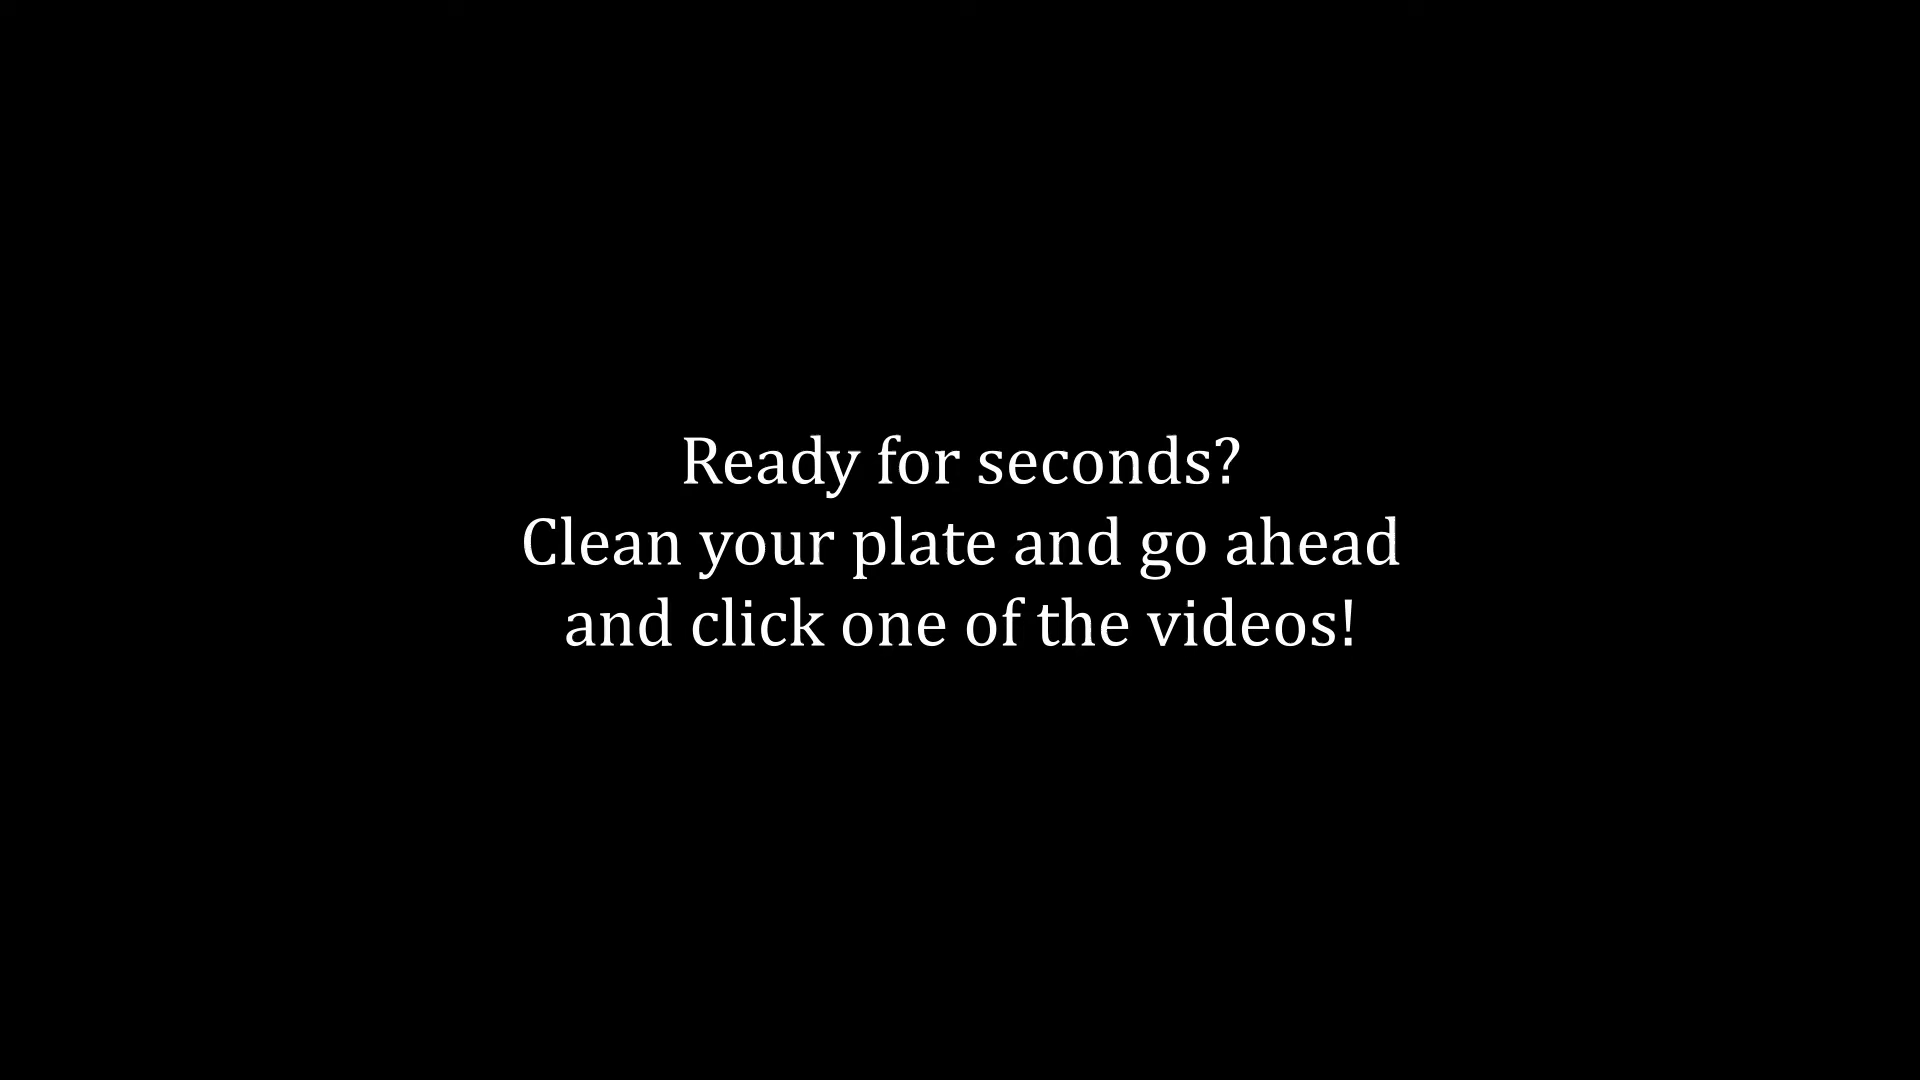 Ready for seconds?
Clean your plate and go ahead
and click one of the videos!